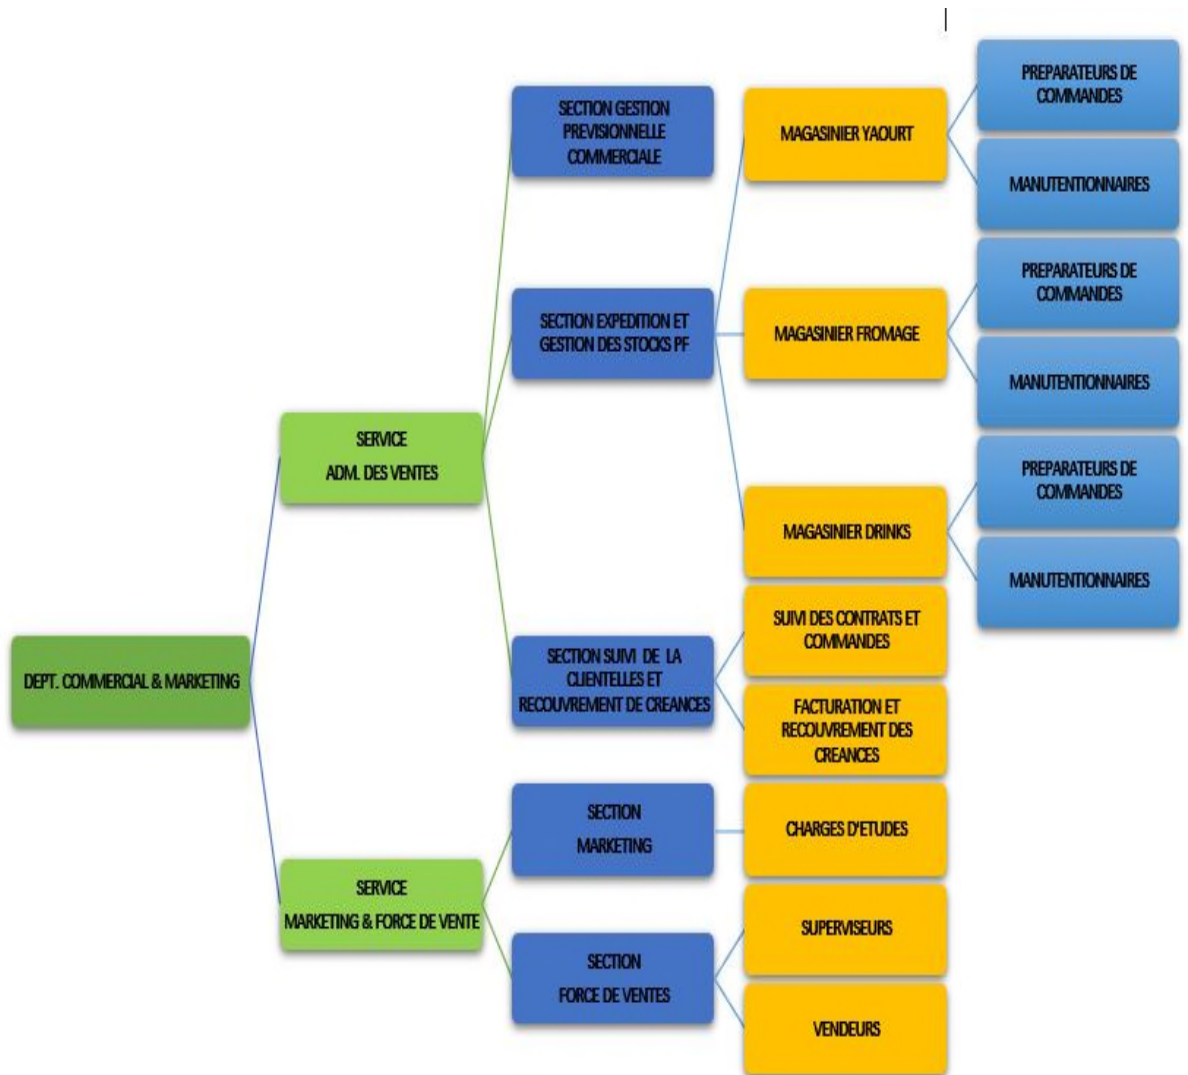 DEPT. COMMERCIAL & MARKETING
SERVICE
ADM. DES VENTES
SECTION GESTION
PREVISIONNELLE
COMMERCIALE
SECTION EXPEDITION ET
GESTION DES STOCKS PF
MAGASINIER YAOURT
PREPARATEURS DE
COMMANDES
MANUTENTIONNAIRES
MAGASINIER FROMAGE
PREPARATEURS DE
COMMANDES
MANUTENTIONNAIRES
MAGASINIER DRINKS
PREPARATEURS DE
COMMANDES
MANUTENTIONNAIRES
SECTION SUIVI DE LA
CLIENTELLES ET
RECOUVREMENT DE CREANCES
SUIVI DES CONTRATS ET
COMMANDES
FACTURATION ET
RECOUVREMENT DES
CREANCES
SERVICE
MARKETING & FORCE DE VENTE
SECTION
MARKETING
CHARGES D'ETUDES
SECTION
FORCE DE VENTES
SUPERVISEURS
VENDEURS